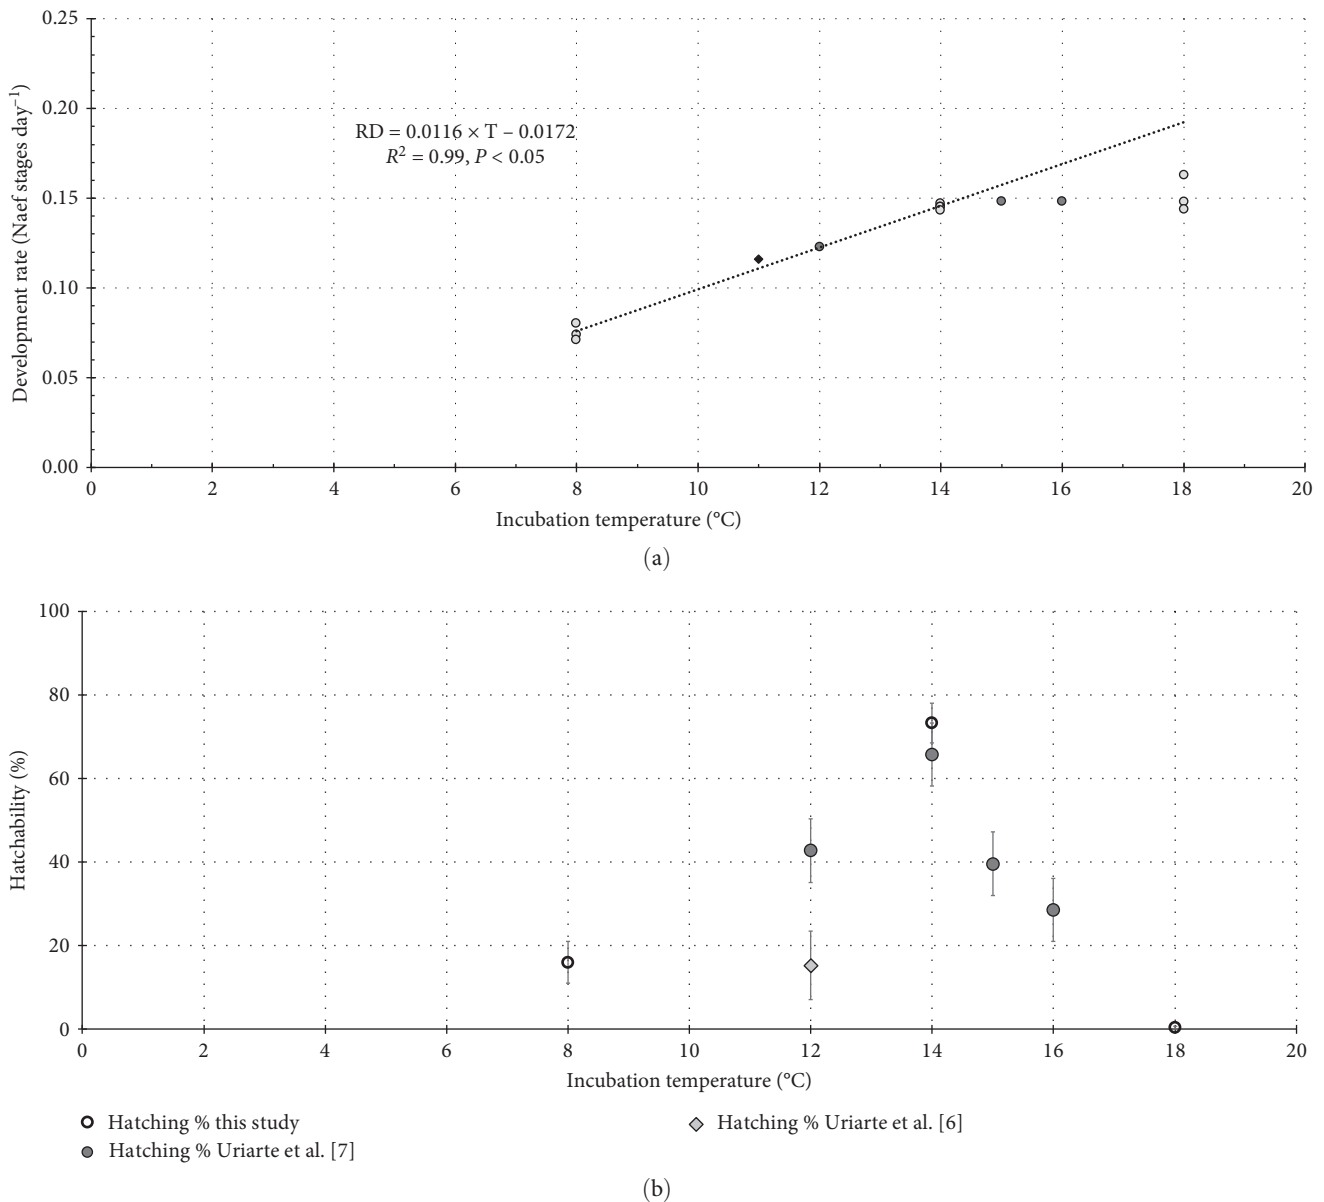 0.25
0.20
0.15
0.10
0.05
0.00
Development rate (Naef stages day⁻¹)
RD = 0.0116 × T – 0.0172
R² = 0.99, P < 0.05
0 2 4 6 8 10 12 14 16 18 20
Incubation temperature (°C)
(a)
100
80
60
40
20
0
Hatchability (%)
0 2 4 6 8 10 12 14 16 18 20
Incubation temperature (°C)
Hatching % this study
Hatching % Uriarte et al. [7]
Hatching % Uriarte et al. [6]
(b)